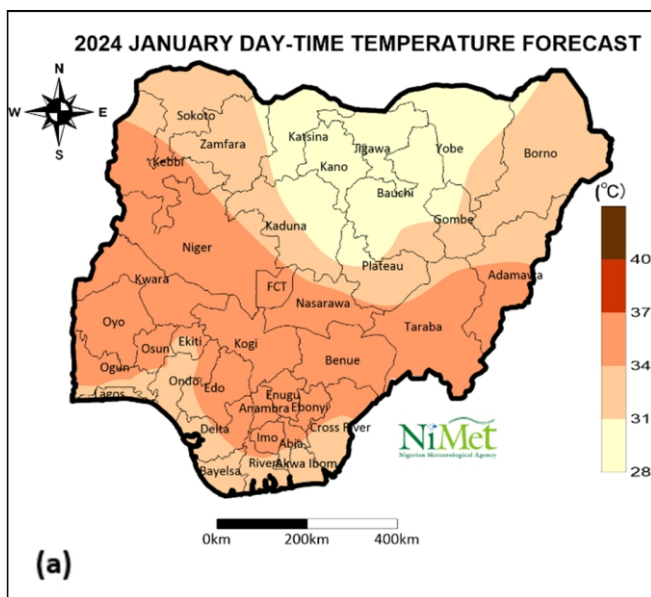 2024 JANUARY DAY-TIME TEMPERATURE FORECAST
N
W E
S
Sokoto
Zamfara
Katsina
Jigawa
Yobe
Borno
Kebbi
Kano
Bauchi
Gombe
(°C)
Kaduna
Niger
Plateau
Adamawa
40
FCT
Nasarawa
Kwara
37
Oyo
Taraba
Osun
Ekiti
Kogi
Benue
34
Ogun
Ondo
Edo
Lagos
Enugu
Anambra
Ebonyi
31
Delta
Cross River
NiMet
Nigerian Meteorological Agency
Imo
Abia
Bayelsa
Rivers
Akwa Ibom
28
0km 200km 400km
(a)